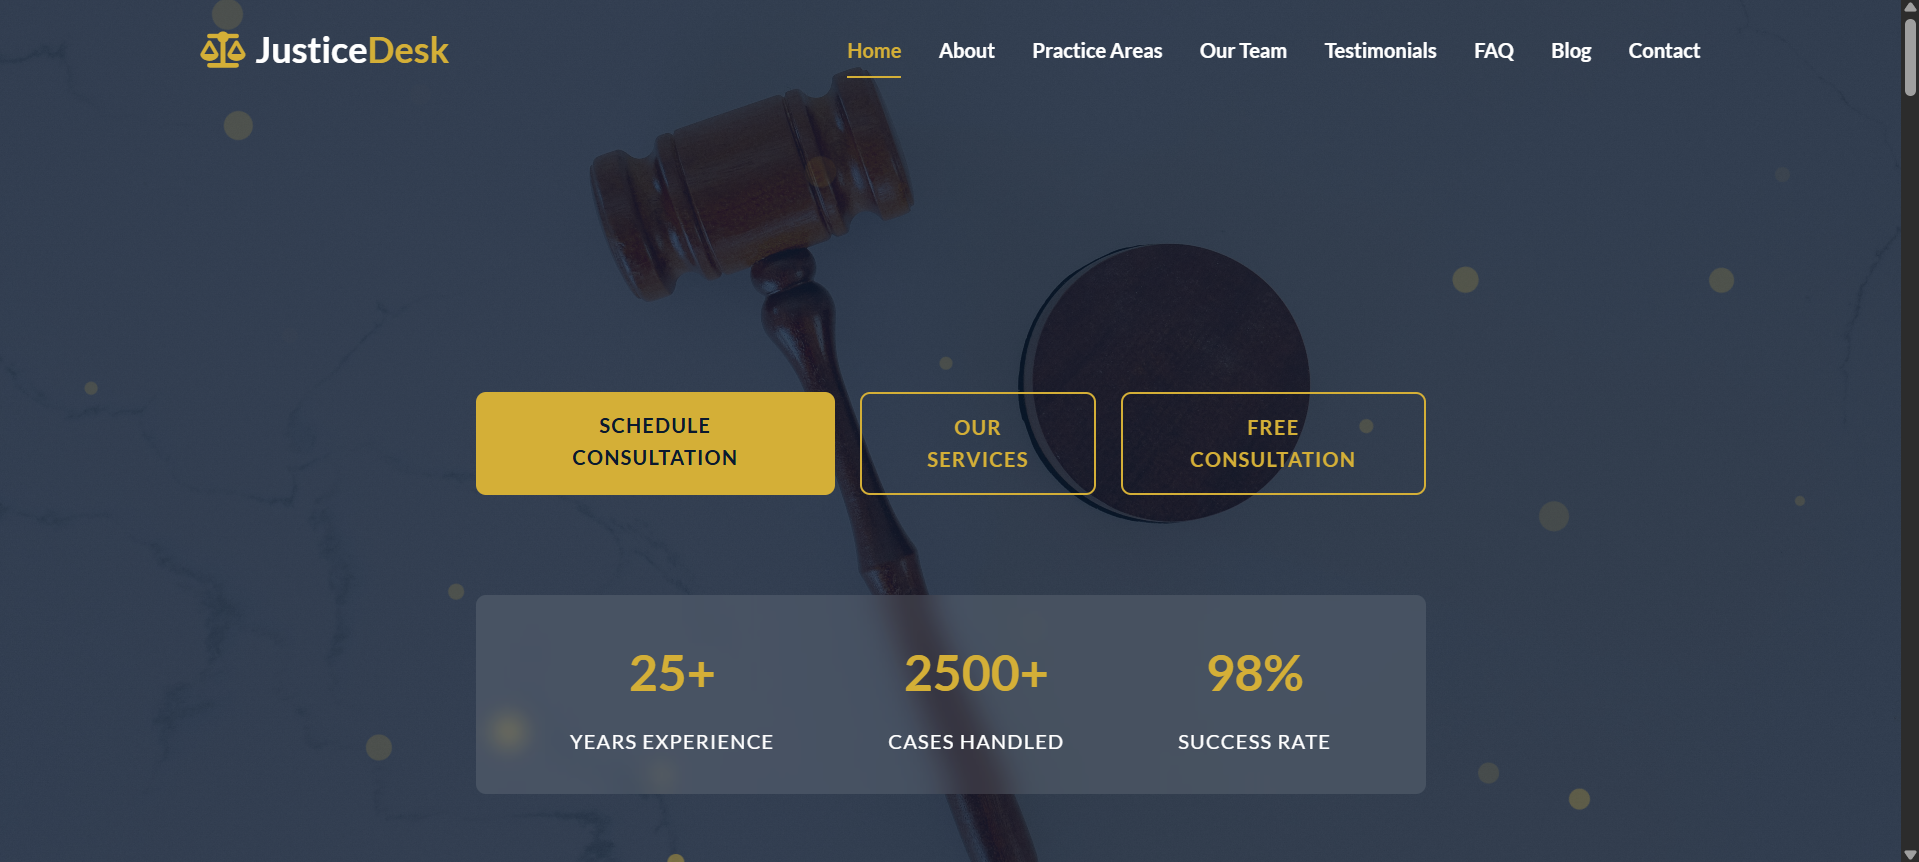 JusticeDesk
Home About Practice Areas Our Team Testimonials FAQ Blog Contact
SCHEDULE
CONSULTATION
OUR
SERVICES
FREE
CONSULTATION
25+
YEARS EXPERIENCE
2500+
CASES HANDLED
98%
SUCCESS RATE